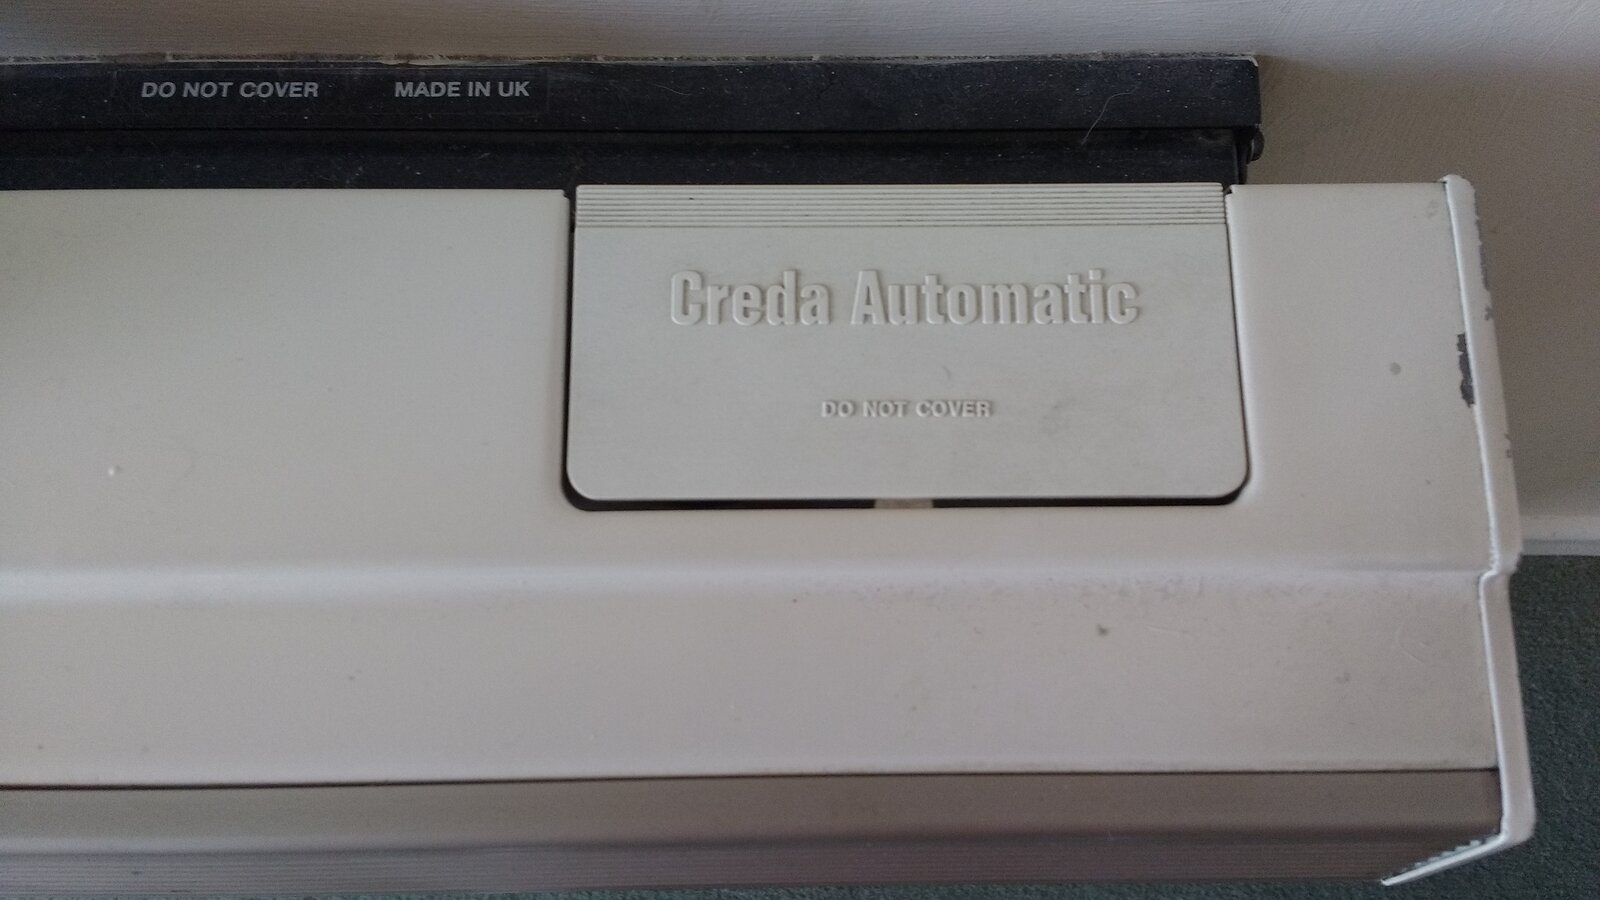 DO NOT COVER MADE IN UK
Creda Automatic
DO NOT COVER